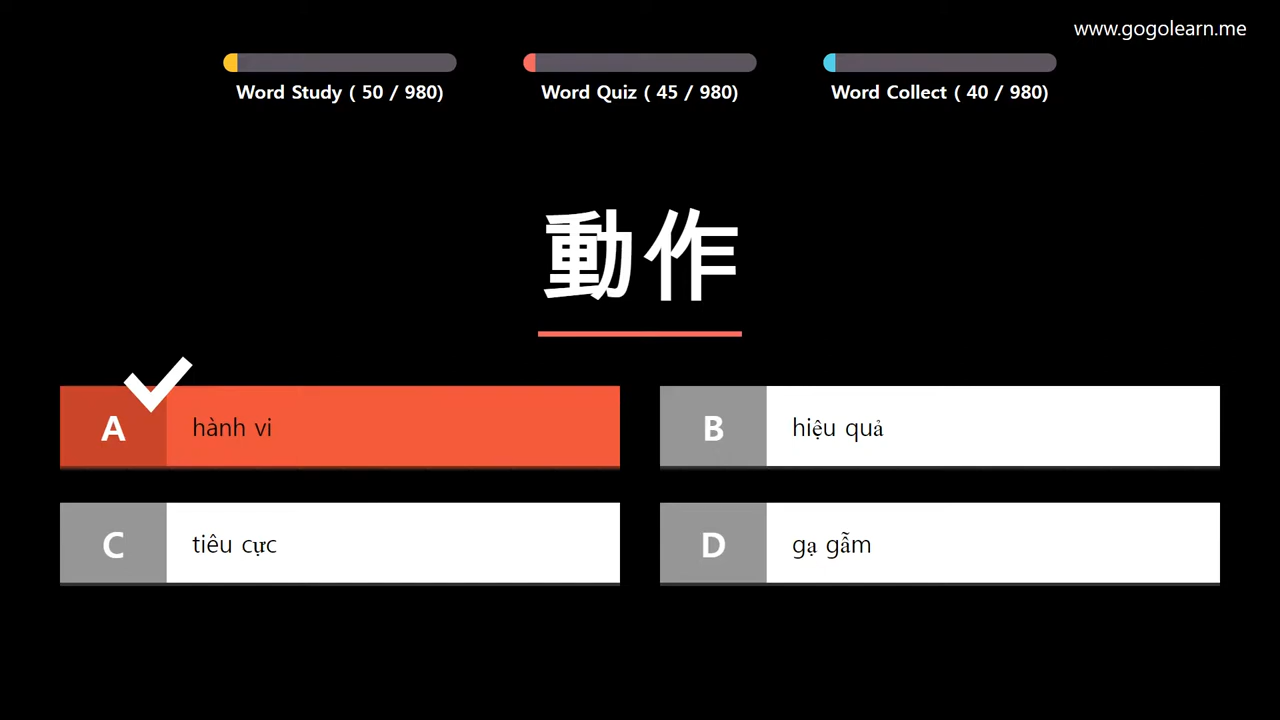 www.gogolearn.me
Word Study ( 50 / 980)
Word Quiz ( 45 / 980)
Word Collect ( 40 / 980)
動作
A hành vi
B hiệu quả
C tiêu cực
D gạ gẫm